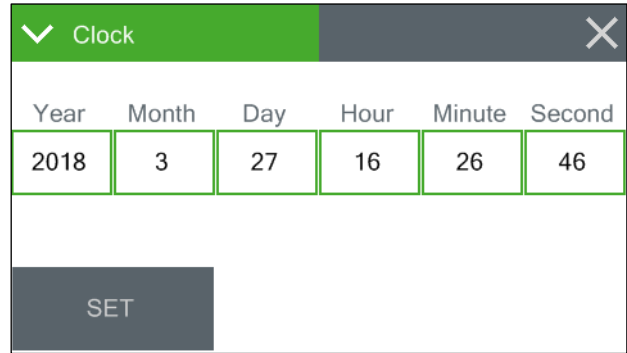 Clock
Year Month Day Hour Minute Second
2018 3 27 16 26 46
SET